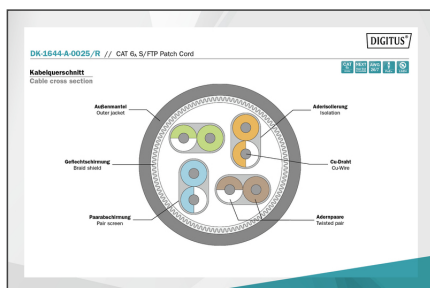 DIGITUS®
DK-1644-A-0025/R // CAT 6A S/FTP Patch Cord
Kabelquerschnitt
Cable cross section
Außenmantel
Outer jacket
Aderisolierung
Isolation
Geflechtschirmung
Braid shield
Cu-Draht
Cu-Wire
Paarabschirmung
Pair screen
Adernpaare
Twisted pair